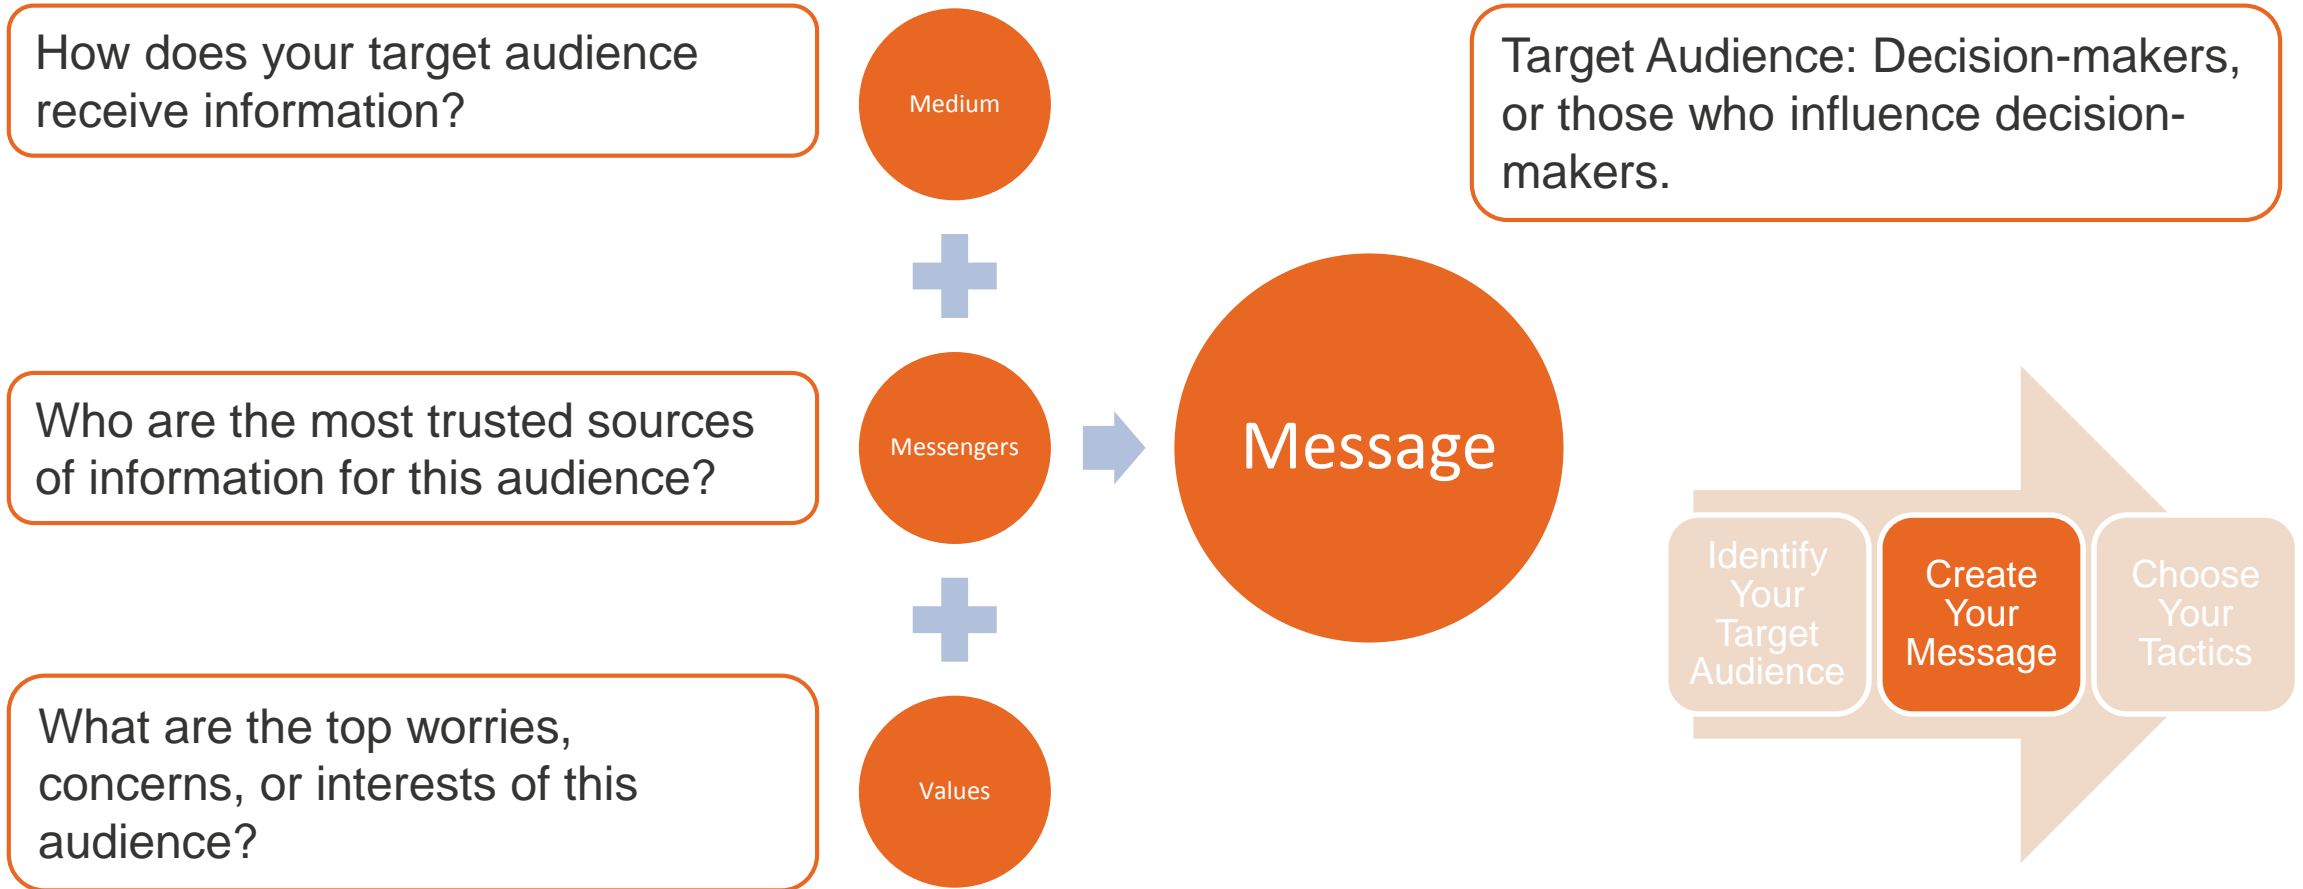 How does your target audience
receive information?
Medium
Target Audience: Decision-makers,
or those who influence decision-
makers.
Who are the most trusted sources
of information for this audience?
Messengers
Message
What are the top worries,
concerns, or interests of this
audience?
Values
Identify
Your
Target
Audience
Create
Your
Message
Choose
Your
Tactics